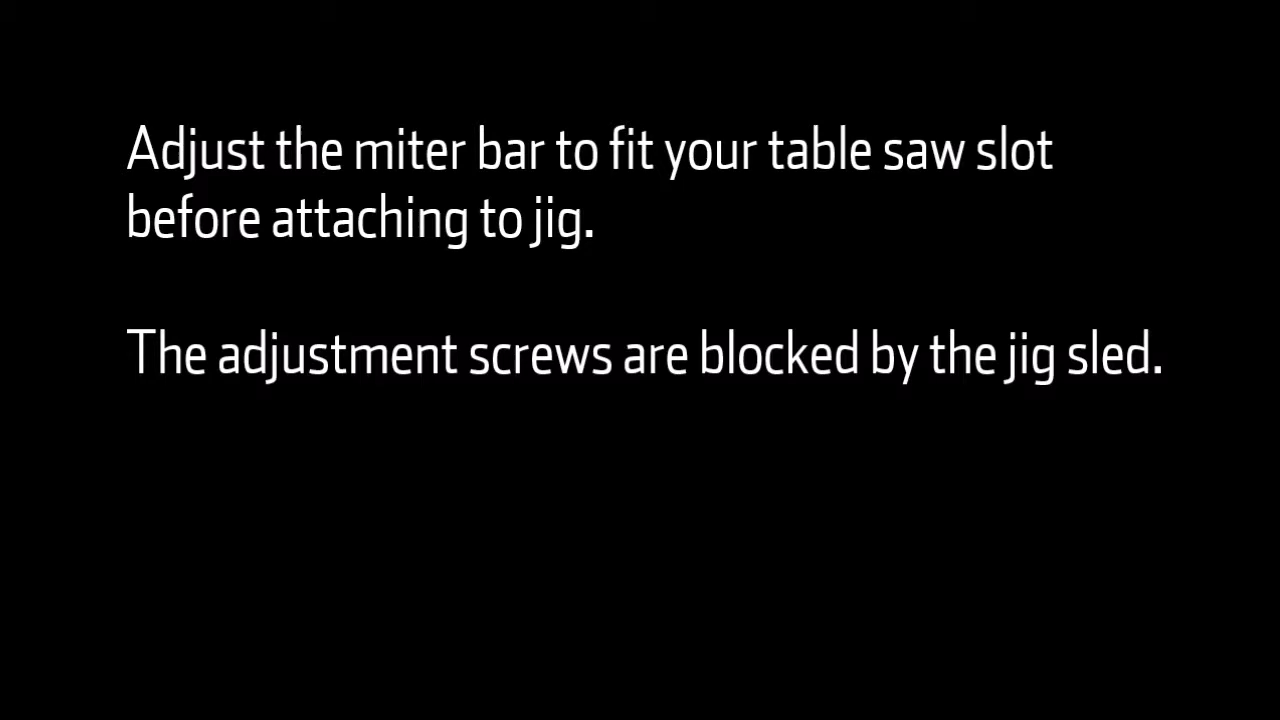 Adjust the miter bar to fit your table saw slot
before attaching to jig.
The adjustment screws are blocked by the jig sled.